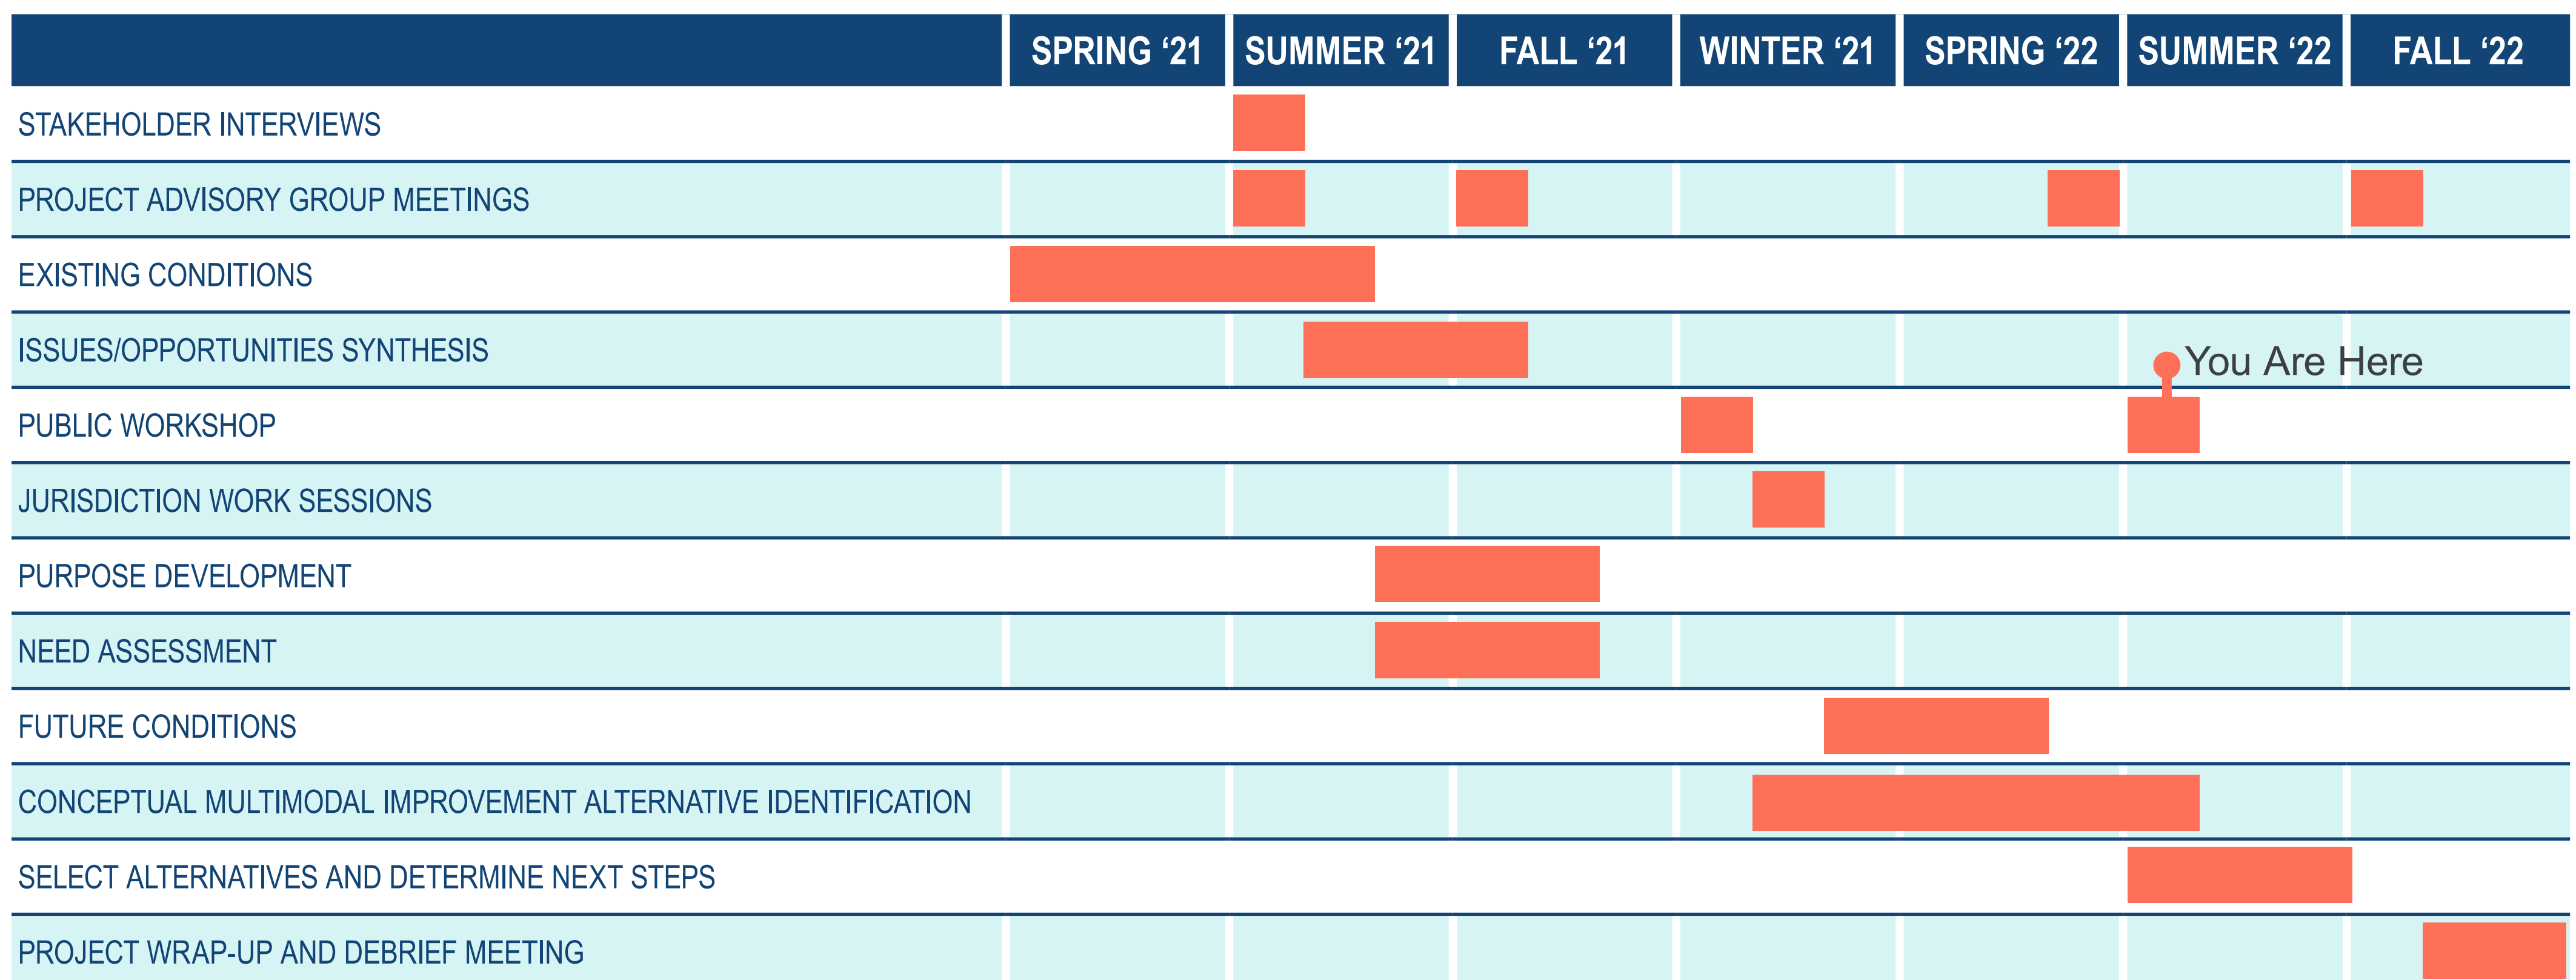 SPRING ‘21 SUMMER ‘21 FALL ‘21 WINTER ‘21 SPRING ‘22 SUMMER ‘22 FALL ‘22
STAKEHOLDER INTERVIEWS
PROJECT ADVISORY GROUP MEETINGS
EXISTING CONDITIONS
ISSUES/OPPORTUNITIES SYNTHESIS
You Are Here
PUBLIC WORKSHOP
JURISDICTION WORK SESSIONS
PURPOSE DEVELOPMENT
NEED ASSESSMENT
FUTURE CONDITIONS
CONCEPTUAL MULTIMODAL IMPROVEMENT ALTERNATIVE IDENTIFICATION
SELECT ALTERNATIVES AND DETERMINE NEXT STEPS
PROJECT WRAP-UP AND DEBRIEF MEETING